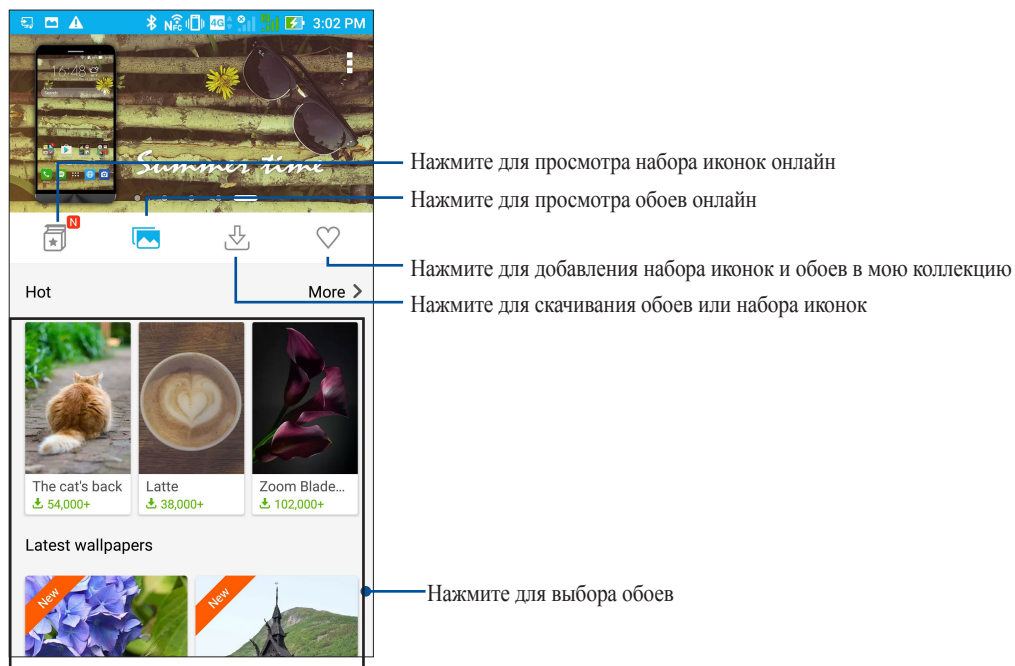 NFC 4G 3:02 PM
16:48
Summer time
Нажмите для просмотра набора иконок онлайн
Нажмите для просмотра обоев онлайн
N
Нажмите для добавления набора иконок и обоев в мою коллекцию
Нажмите для скачивания обоев или набора иконок
Hot More
The cat's back Latte Zoom Blade...
54,000+ 38,000+ 102,000+
Latest wallpapers
New New
Нажмите для выбора обоев